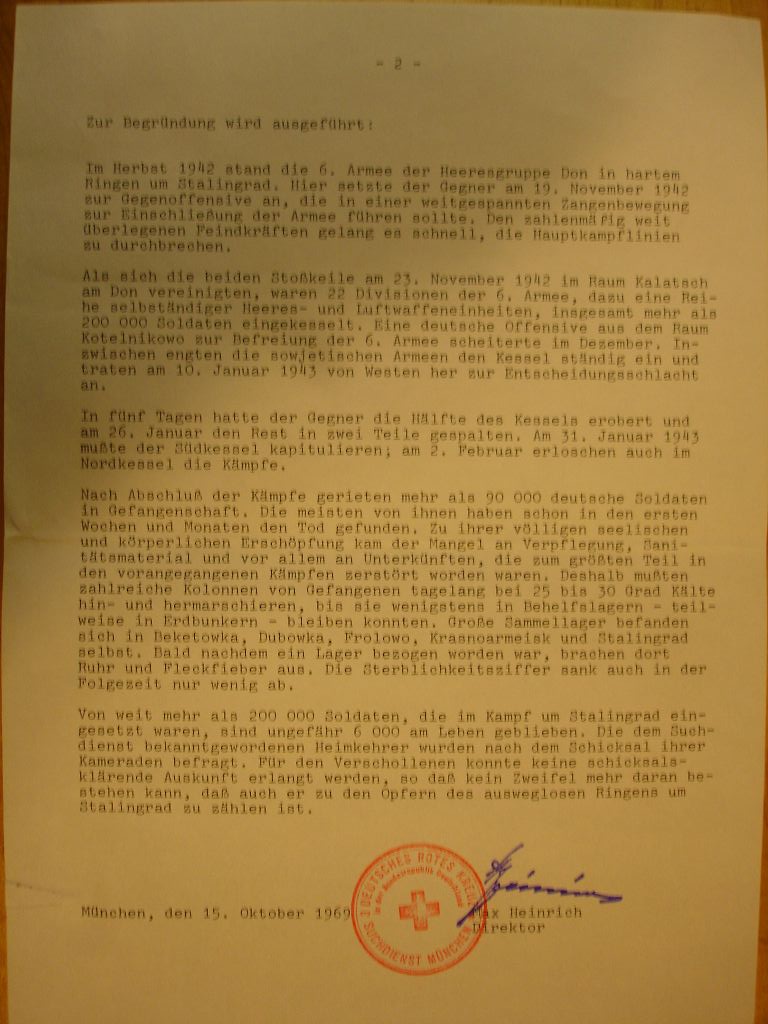 - 2 -
Zur Begründung wird ausgeführt:
Im Herbst 1942 stand die 6. Armee der Heeresgruppe Don in hartem
Ringen um Stalingrad. Hier setzte der Gegner am 19. November 1942
zur Gegenoffensive an, die in einer weitgespannten Zangenbewegung
zur Einschließung der Armee führen sollte. Den zahlenmäßig weit
überlegenen Feindkräften gelang es schnell, die Hauptkampflinien
zu durchbrechen.
Als sich die beiden Stoßkeile am 23. November 1942 im Raum Kalatsch
am Don vereinigten, waren 22 Divisionen der 6. Armee, dazu eine Rei-
he selbständiger Heeres- und Luftwaffeneinheiten, insgesamt mehr als
200 000 Soldaten eingekesselt. Eine deutsche Offensive aus dem Raum
Kotelnikowo zur Befreiung der 6. Armee scheiterte im Dezember. In-
zwischen engten die sowjetischen Armeen den Kessel ständig ein und
traten am 10. Januar 1943 von Westen her zur Entscheidungsschlacht
an.
In fünf Tagen hatte der Gegner die Hälfte des Kessels erobert und
am 26. Januar den Rest in zwei Teile gespalten. Am 31. Januar 1943
mußte der Südkessel kapitulieren; am 2. Februar erloschen auch im
Nordkessel die Kämpfe.
Nach Abschluß der Kämpfe gerieten mehr als 90 000 deutsche Soldaten
in Gefangenschaft. Die meisten von ihnen haben schon in den ersten
Wochen und Monaten den Tod gefunden. Zu ihrer völligen seelischen
und körperlichen Erschöpfung kam der Mangel an Verpflegung, Sani-
tätsmaterial und vor allem an Unterkünften, die zum größten Teil in
den vorangegangenen Kämpfen zerstört worden waren. Deshalb mußten
zahlreiche Kolonnen von Gefangenen tagelang bei 25 bis 30 Grad Kälte
hin- und hermarschieren, bis sie wenigstens in Behelfslagern - teil-
weise in Erdbunkern - bleiben konnten. Große Sammellager befanden
sich in Beketowka, Dubowka, Frolowo, Krasnoarmeisk und Stalingrad
selbst. Bald nachdem ein Lager bezogen worden war, brachen dort
Ruhr und Fleckfieber aus. Die Sterblichkeitsziffer sank auch in der
Folgezeit nur wenig ab.
Von weit mehr als 200 000 Soldaten, die im Kampf um Stalingrad ein-
gesetzt waren, sind ungefähr 6 000 am Leben geblieben. Die dem Such-
dienst bekanntgewordenen Heimkehrer wurden nach dem Schicksal ihrer
Kameraden befragt. Für den Verschollenen konnte keine schicksals-
klärende Auskunft erlangt werden, so daß kein Zweifel mehr daran be-
stehen kann, daß auch er zu den Opfern des ausweglosen Ringens um
Stalingrad zu zählen ist.
DEUTSCHES ROTES KREUZ
in der Bundesrepublik Deutschland
SUCHDIENST MÜNCHEN
München, den 15. Oktober 1969
Max Heinrich
Direktor